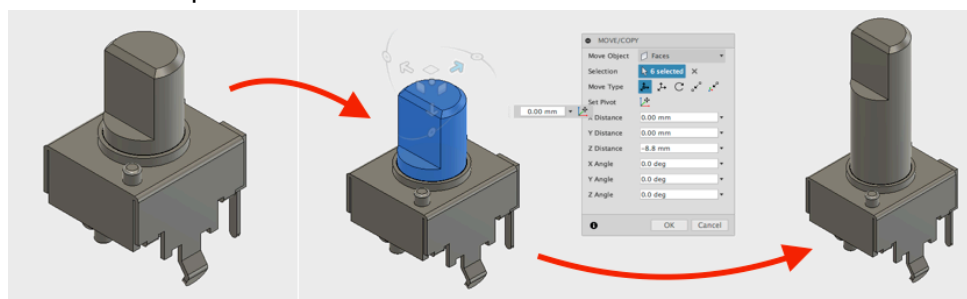 MOVE/COPY
Move Object Faces
Selection 6 selected ×
Move Type
Set Pivot
0.00 mm
X Distance 0.00 mm
Y Distance 0.00 mm
Z Distance -8.8 mm
X Angle 0.0 deg
Y Angle 0.0 deg
Z Angle 0.0 deg
OK Cancel